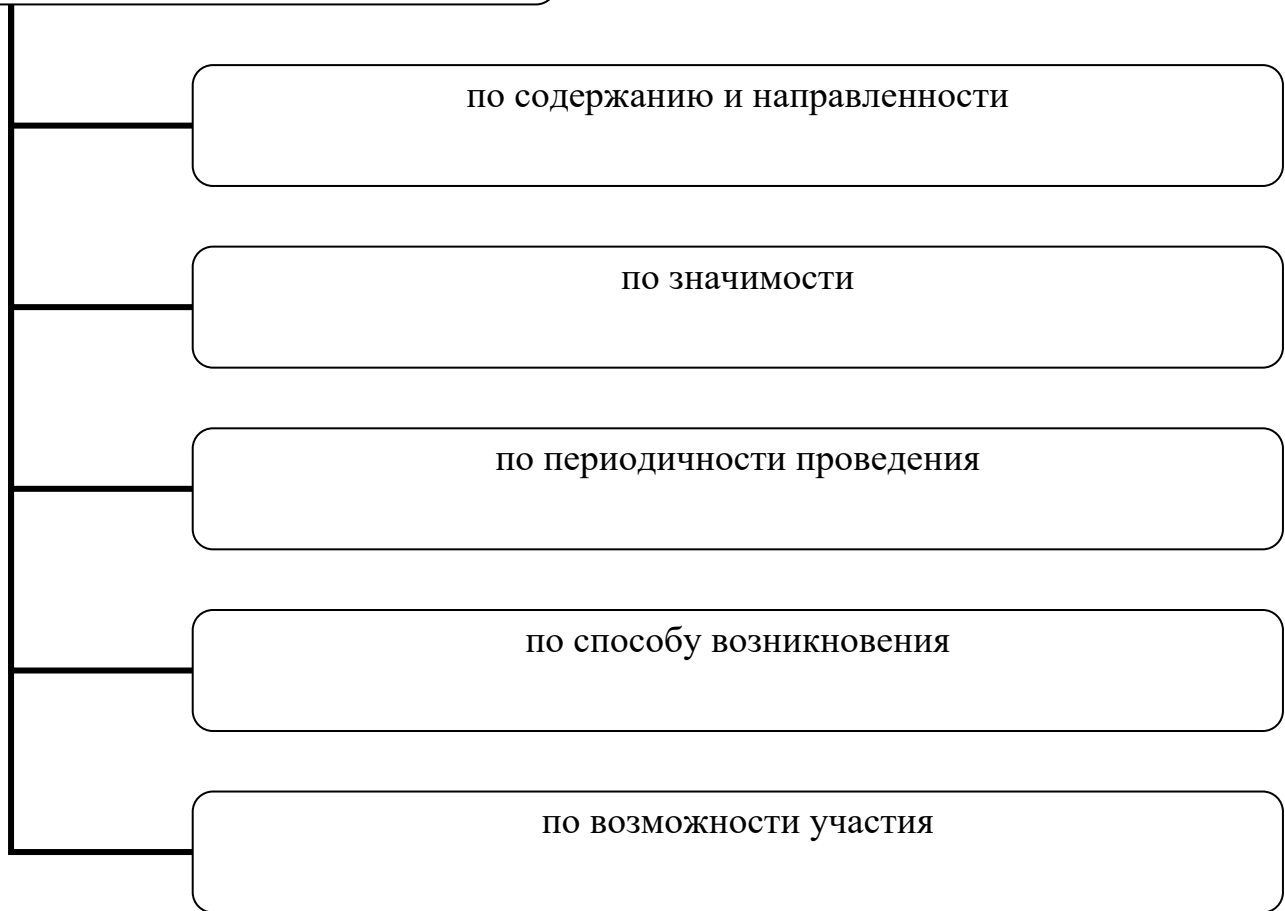 по содержанию и направленности
по значимости
по периодичности проведения
по способу возникновения
по возможности участия